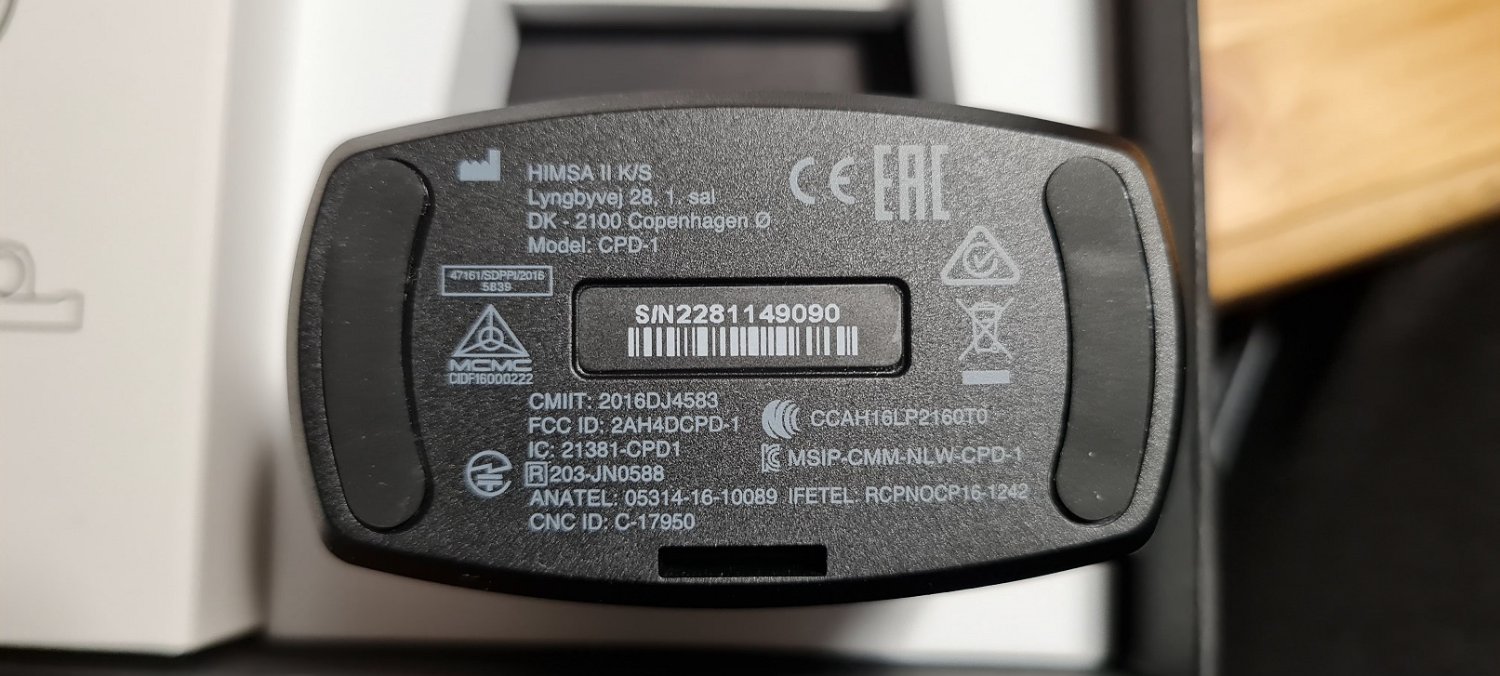 HIMSA II K/S
Lyngbyvej 28, 1. sal
DK - 2100 Copenhagen Ø
Model: CPD-1
CE EAC
47161/SDPPI/2016
5839
S/N2281149090
MCMC
CIDF16000222
CMIIT: 2016DJ4583
FCC ID: 2AH4DCPD-1
IC: 21381-CPD1
R 203-JN0588
ANATEL: 05314-16-10089 IFETEL: RCPNOCP16-1242
CNC ID: C-17950
CCAH16LP2160T0
MSIP-CMM-NLW-CPD-1